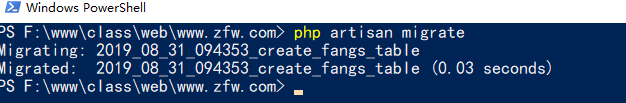 Windows PowerShell
PS F:\www\class\web\www.zfw.com> php artisan migrate
Migrating: 2019_08_31_094353_create_fangs_table
Migrated:  2019_08_31_094353_create_fangs_table (0.03 seconds)
PS F:\www\class\web\www.zfw.com>